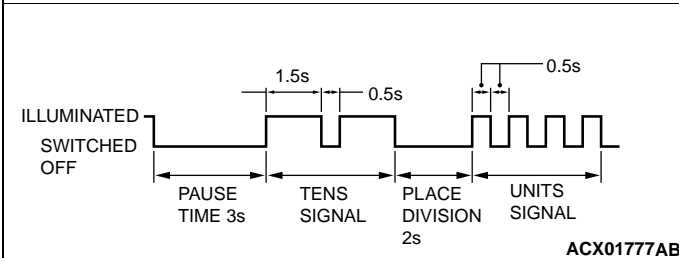 1.5s
0.5s
0.5s
ILLUMINATED
SWITCHED
OFF
PAUSE
TIME 3s
TENS
SIGNAL
PLACE
DIVISION
2s
UNITS
SIGNAL
ACX01777AB